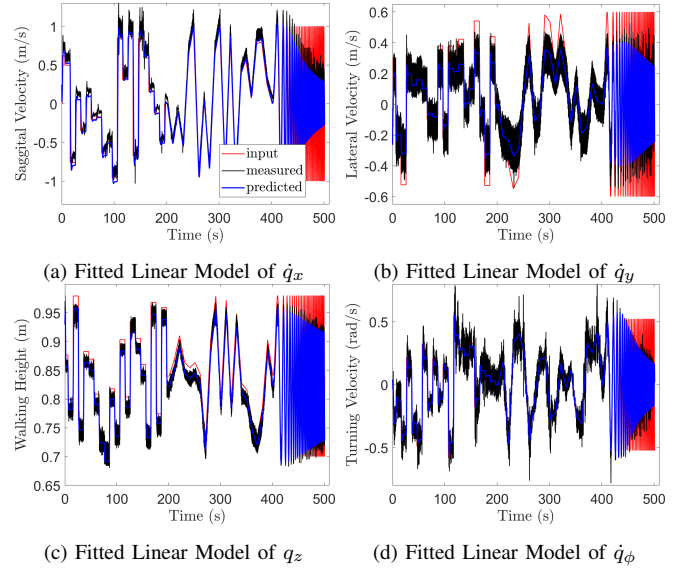 1
0.5
0
-0.5
-1
Saggital Velocity (m/s)
input
measured
predicted
0 100 200 300 400 500
Time (s)
(a) Fitted Linear Model of q̇x
0.6
0.4
0.2
0
-0.2
-0.4
-0.6
Lateral Velocity (m/s)
0 100 200 300 400 500
Time (s)
(b) Fitted Linear Model of q̇y
0.95
0.9
0.85
0.8
0.75
0.7
0.65
Walking Height (m)
0 100 200 300 400 500
Time (s)
(c) Fitted Linear Model of qz
0.5
0
-0.5
Turning Velocity (rad/s)
0 100 200 300 400 500
Time (s)
(d) Fitted Linear Model of q̇ϕ